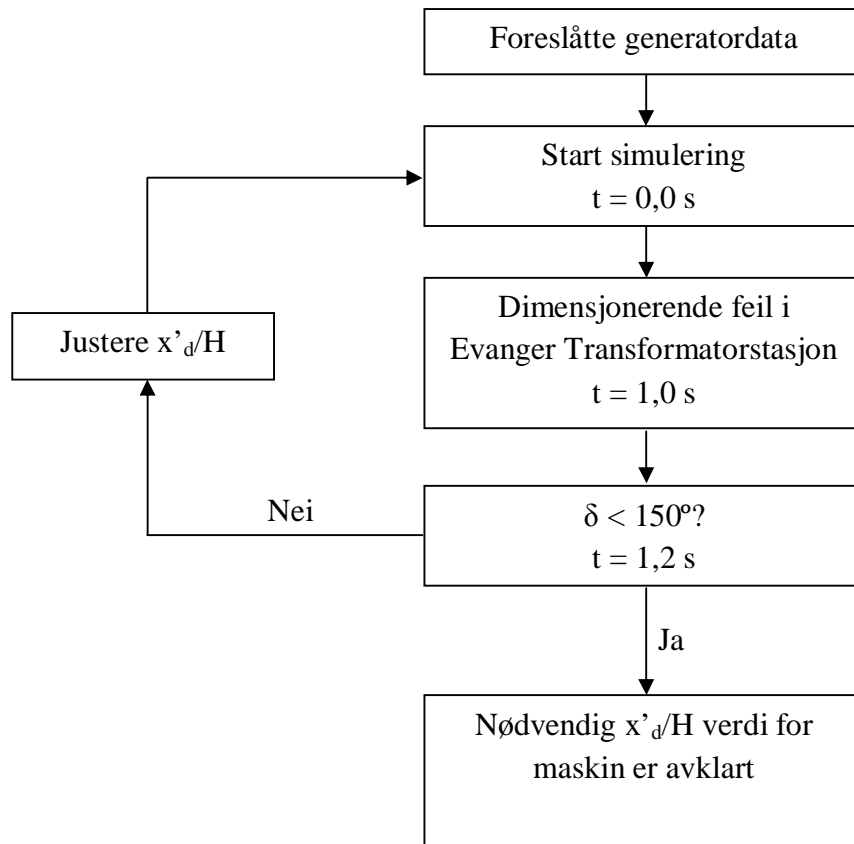 Foreslåtte generatordata
Start simulering
t = 0,0 s
Dimensjonerende feil i
Evanger Transformatorstasjon
t = 1,0 s
Justere x'd/H
Nei
δ < 150º?
t = 1,2 s
Ja
Nødvendig x'd/H verdi for
maskin er avklart